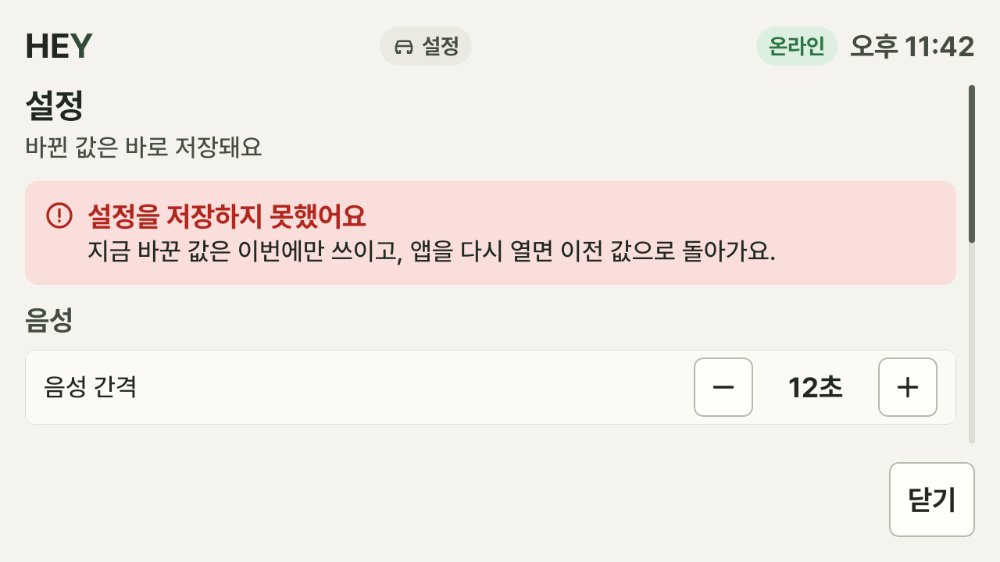 HEY
설정
온라인
오후 11:42
설정
바뀐 값은 바로 저장돼요
설정을 저장하지 못했어요
지금 바꾼 값은 이번에만 쓰이고, 앱을 다시 열면 이전 값으로 돌아가요.
음성
음성 간격
− 12초 +
닫기